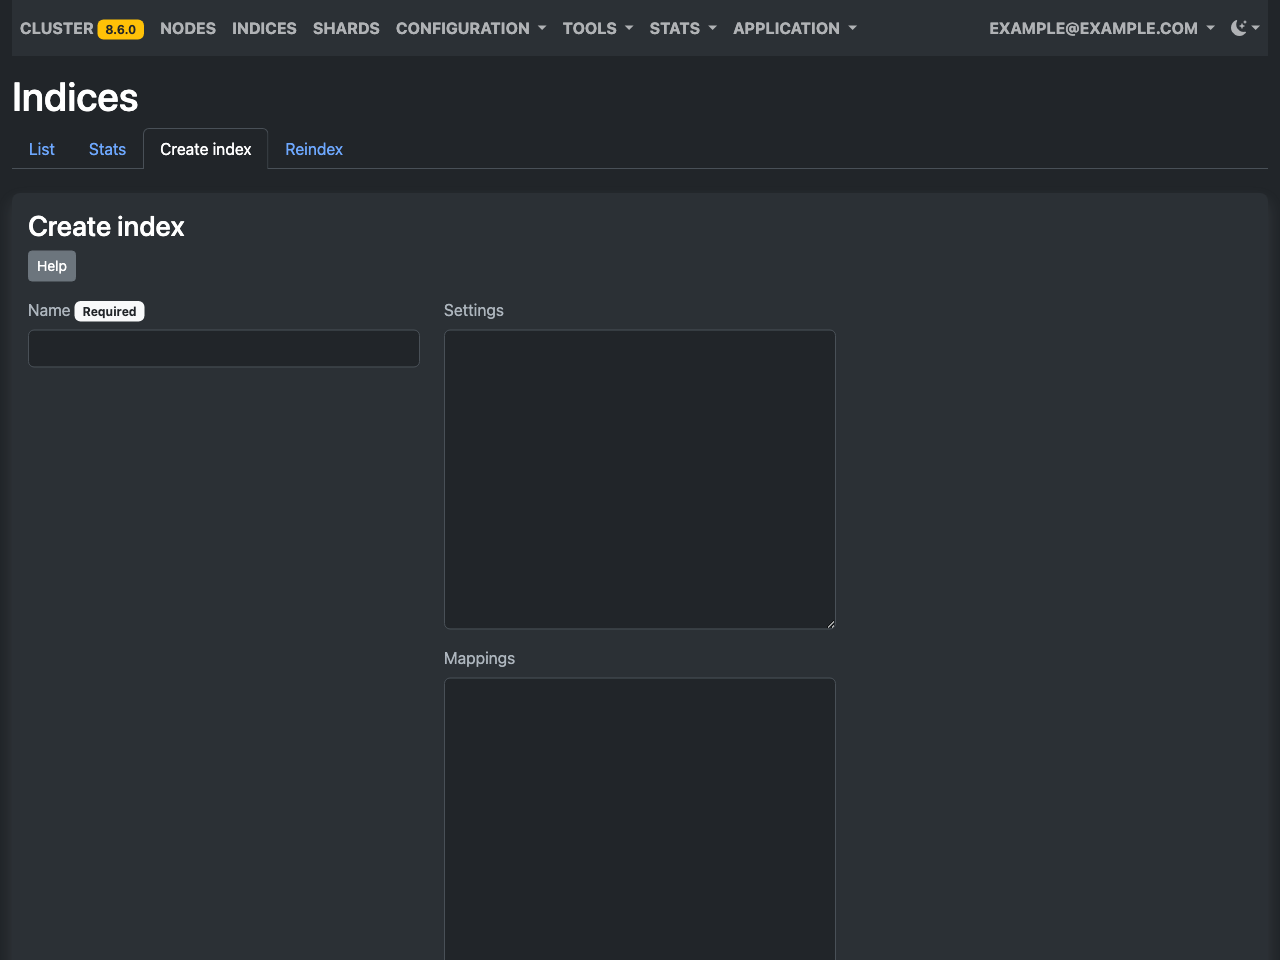 CLUSTER 8.6.0 NODES INDICES SHARDS CONFIGURATION TOOLS STATS APPLICATION EXAMPLE@EXAMPLE.COM
Indices
List Stats Create index Reindex
Create index
Help
Name Required
Settings
Mappings